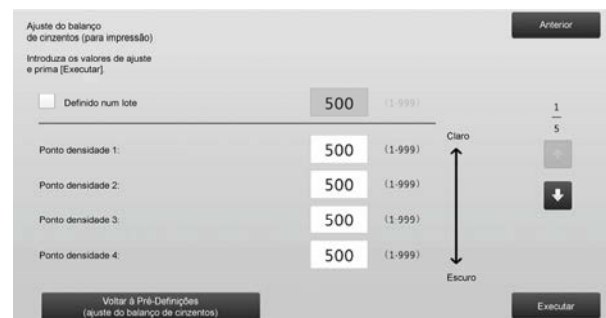 Ajuste do balanço
de cinzentos (para impressão)
Anterior
Introduza os valores de ajuste
e prima [Executar].
Definido num lote 500 (1-999)
1
5
Claro
Ponto densidade 1: 500 (1-999)
Ponto densidade 2: 500 (1-999)
Ponto densidade 3: 500 (1-999)
Ponto densidade 4: 500 (1-999)
Escuro
Voltar à Pré-Definições
(ajuste do balanço de cinzentos)
Executar